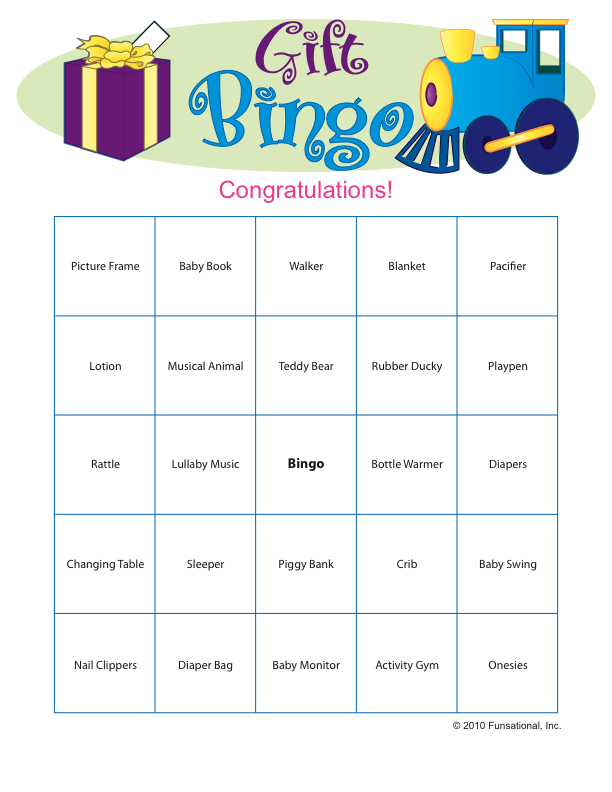 Gift
Bingo
Congratulations!
Picture Frame Baby Book Walker Blanket Pacifier
Lotion Musical Animal Teddy Bear Rubber Ducky Playpen
Rattle Lullaby Music Bingo Bottle Warmer Diapers
Changing Table Sleeper Piggy Bank Crib Baby Swing
Nail Clippers Diaper Bag Baby Monitor Activity Gym Onesies
© 2010 Funsational, Inc.